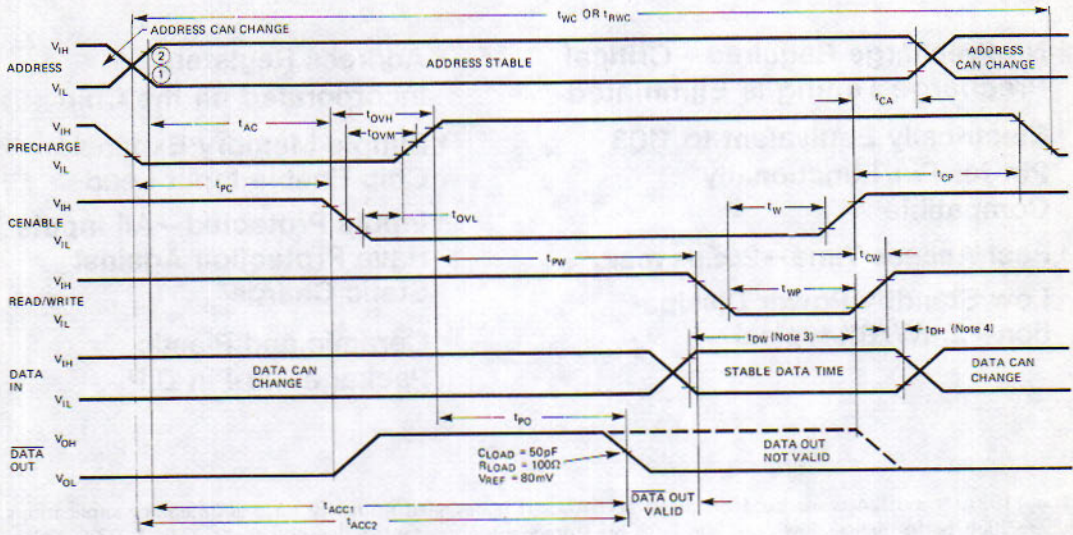 tWC OR tRWC
ADDRESS CAN CHANGE
VIH
ADDRESS
VIL
②
①
ADDRESS STABLE
ADDRESS
CAN CHANGE
tOVH
tCA
tAC
tOVM
VIH
PRECHARGE
VIL
tPC
tCP
VIH
CENABLE
VIL
tOVL
tW
tPW
tCW
VIH
READ/WRITE
VIL
tWP
tDW (Note 3)
tDH (Note 4)
VIH
DATA
IN
VIL
DATA CAN
CHANGE
STABLE DATA TIME
DATA CAN
CHANGE
tPO
VOH
DATA
OUT
VOL
CLOAD = 50pF
RLOAD = 100Ω
VREF = 80mV
DATA OUT
NOT VALID
DATA OUT
VALID
tACC1
tACC2